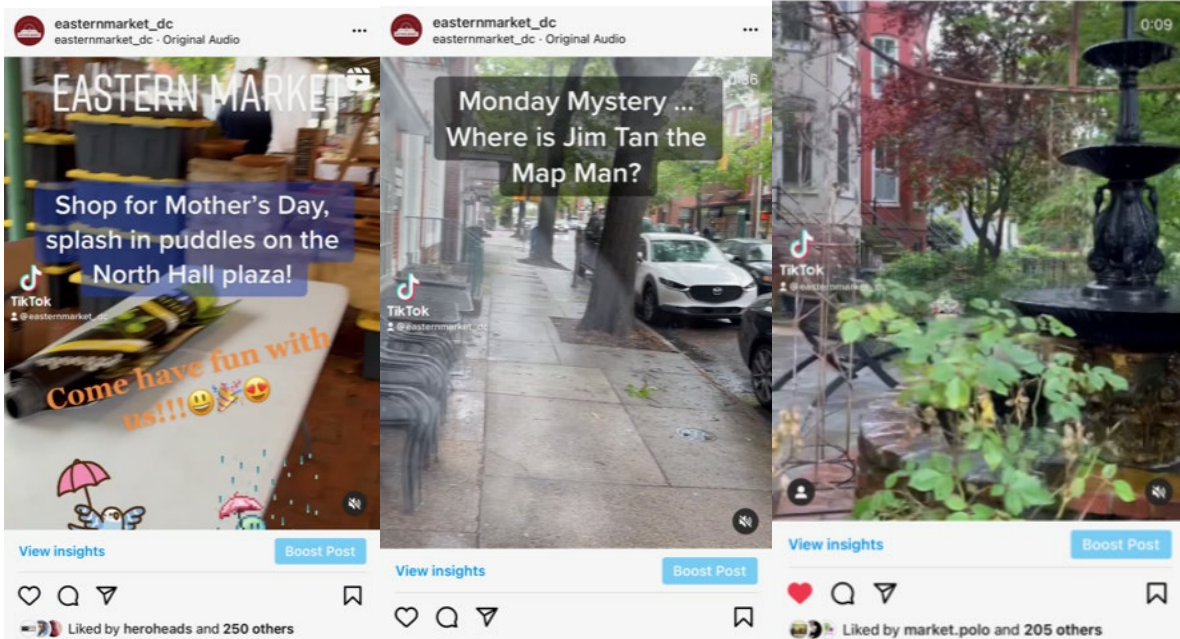 easternmarket_dc
easternmarket_dc · Original Audio
EASTERN MARKET
Shop for Mother's Day,
splash in puddles on the
North Hall plaza!
TikTok
@easternmarket_dc
Come have fun with
us!!!😃🎉😍
View insights
Boost Post
Liked by heroheads and 250 others
easternmarket_dc
easternmarket_dc · Original Audio
Monday Mystery ...
Where is Jim Tan the
Map Man?
TikTok
@easternmarket_dc
View insights
Boost Post
0:09
TikTok
@easternmarket_dc
View insights
Boost Post
Liked by market.polo and 205 others